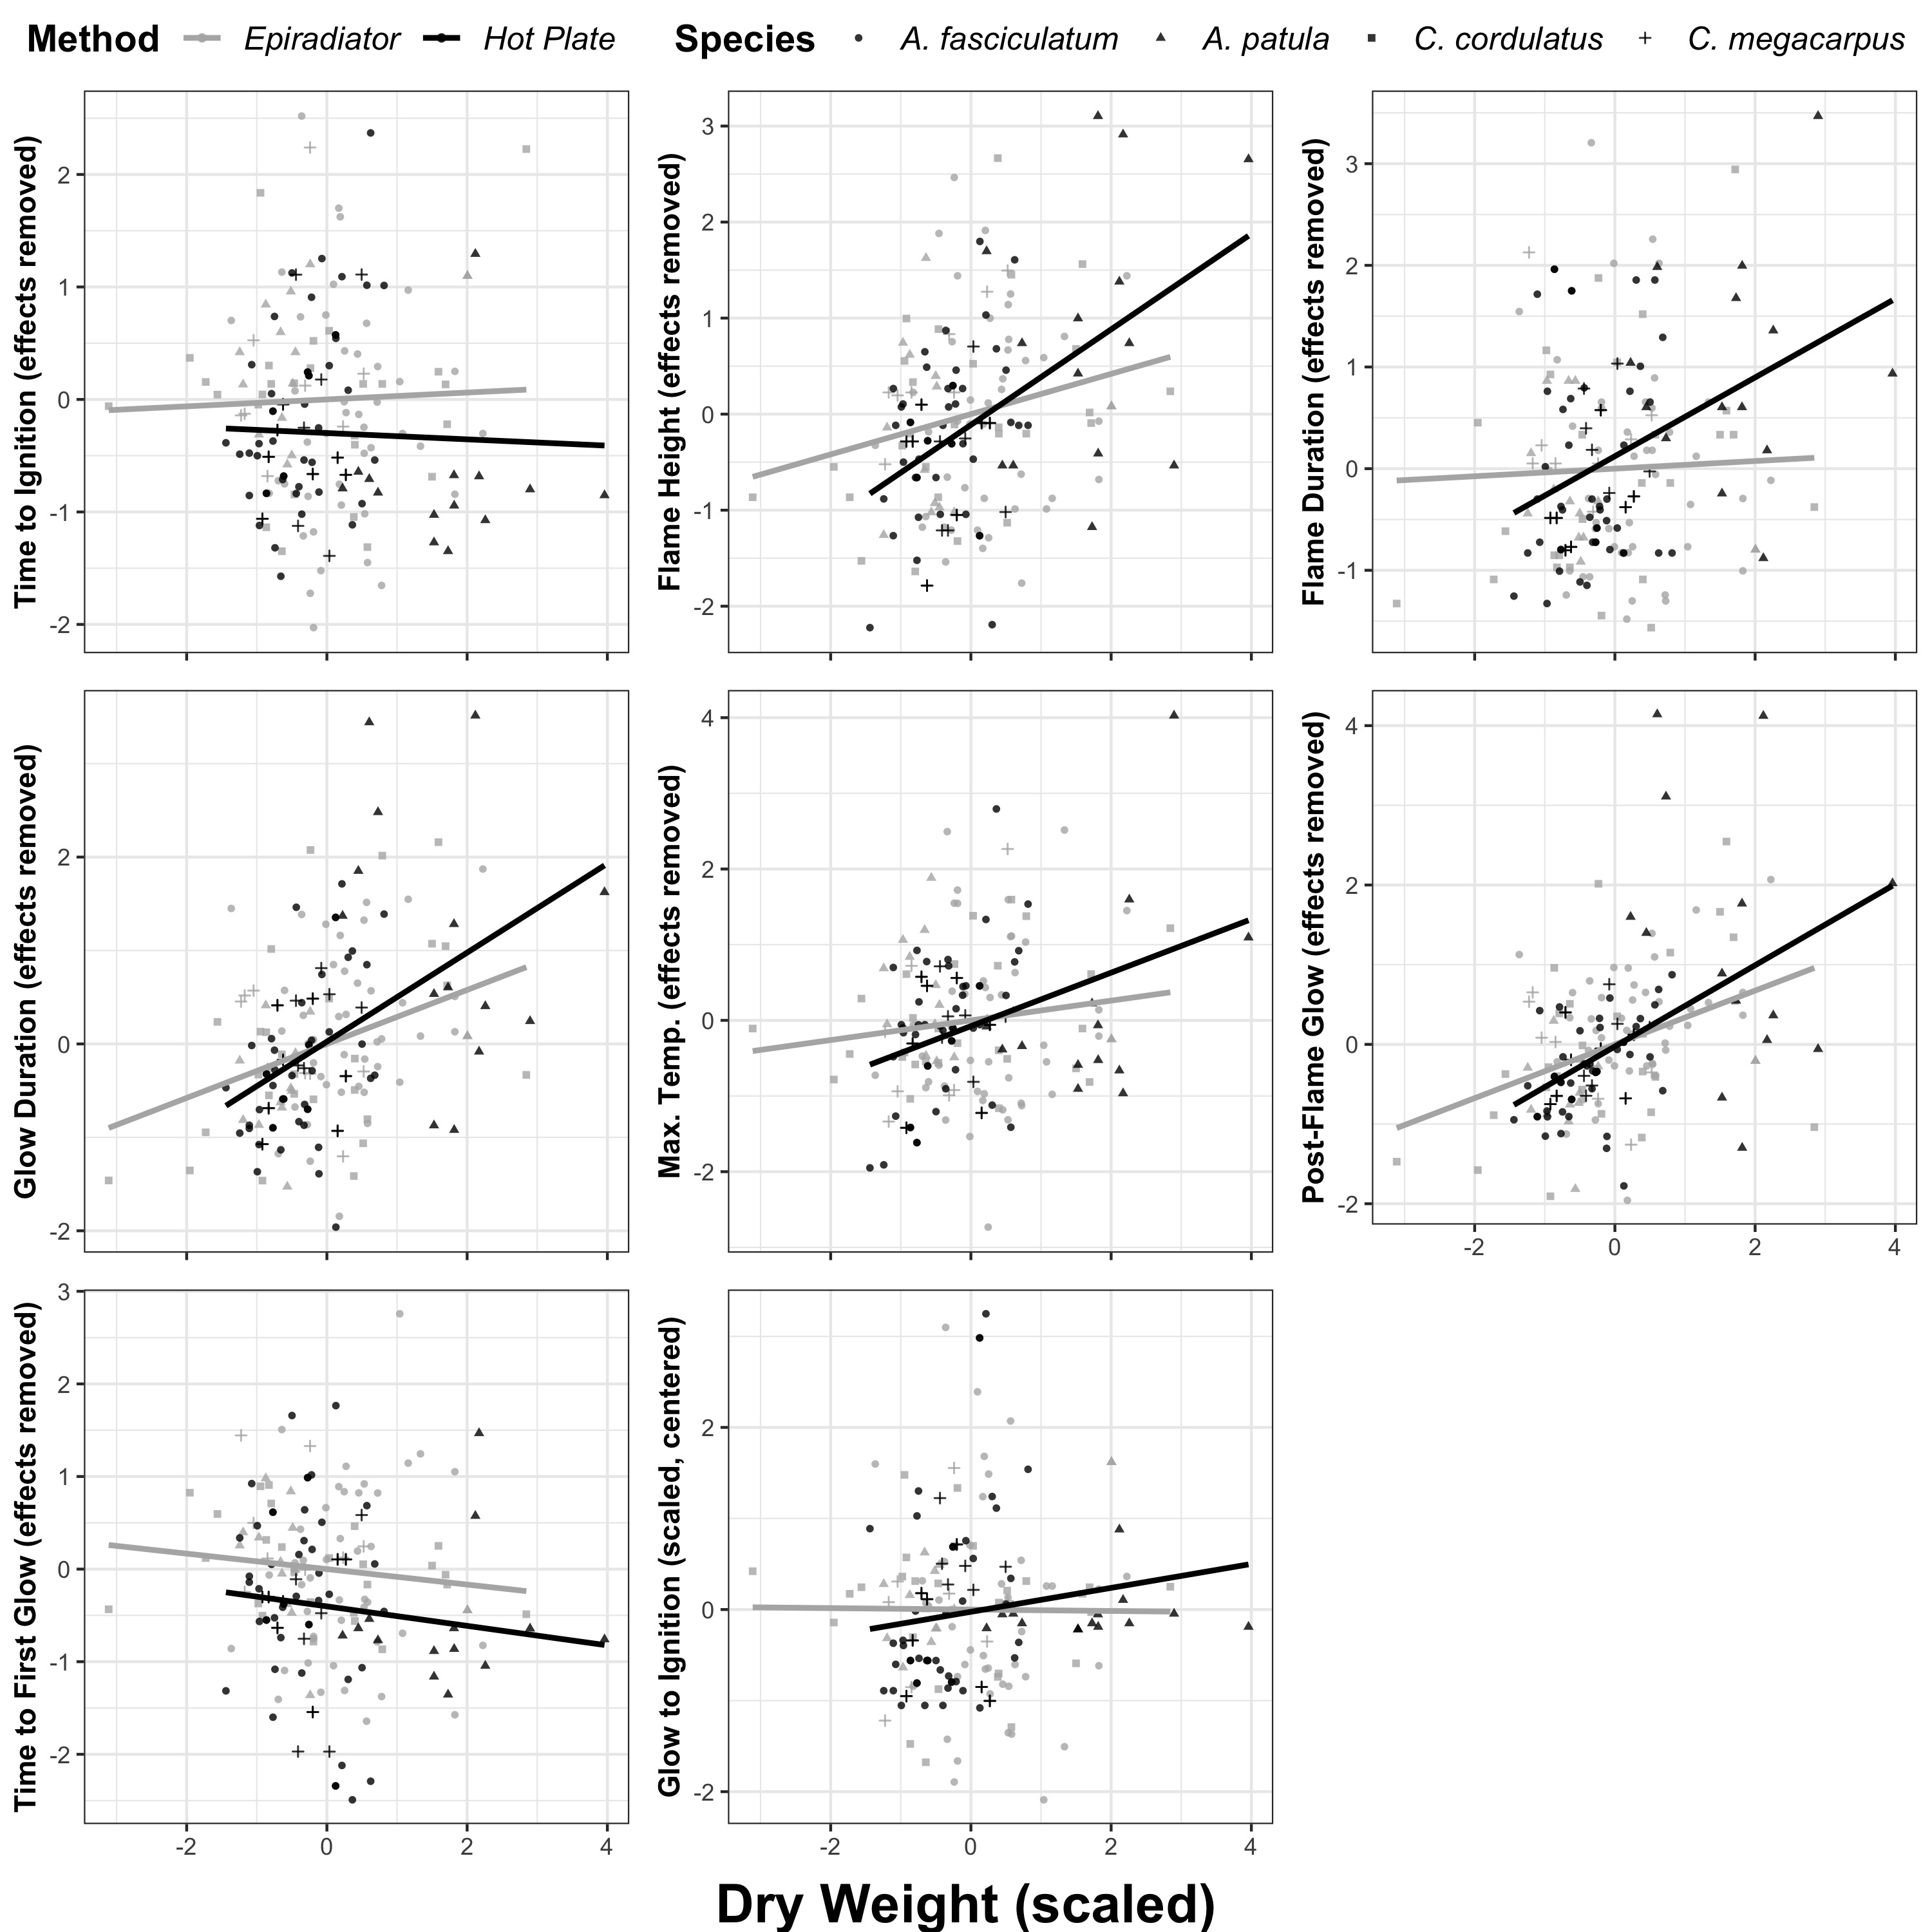 Method Epiradiator Hot Plate Species A. fasciculatum A. patula C. cordulatus C. megacarpus
Time to Ignition (effects removed)
2
1
0
-1
-2
Flame Height (effects removed)
3
2
1
0
-1
-2
Flame Duration (effects removed)
3
2
1
0
-1
Glow Duration (effects removed)
2
0
-2
Max. Temp. (effects removed)
4
2
0
-2
Post-Flame Glow (effects removed)
4
2
0
-2
-2 0 2 4
Time to First Glow (effects removed)
3
2
1
0
-1
-2
-2 0 2 4
Glow to Ignition (scaled, centered)
2
0
-2
-2 0 2 4
Dry Weight (scaled)